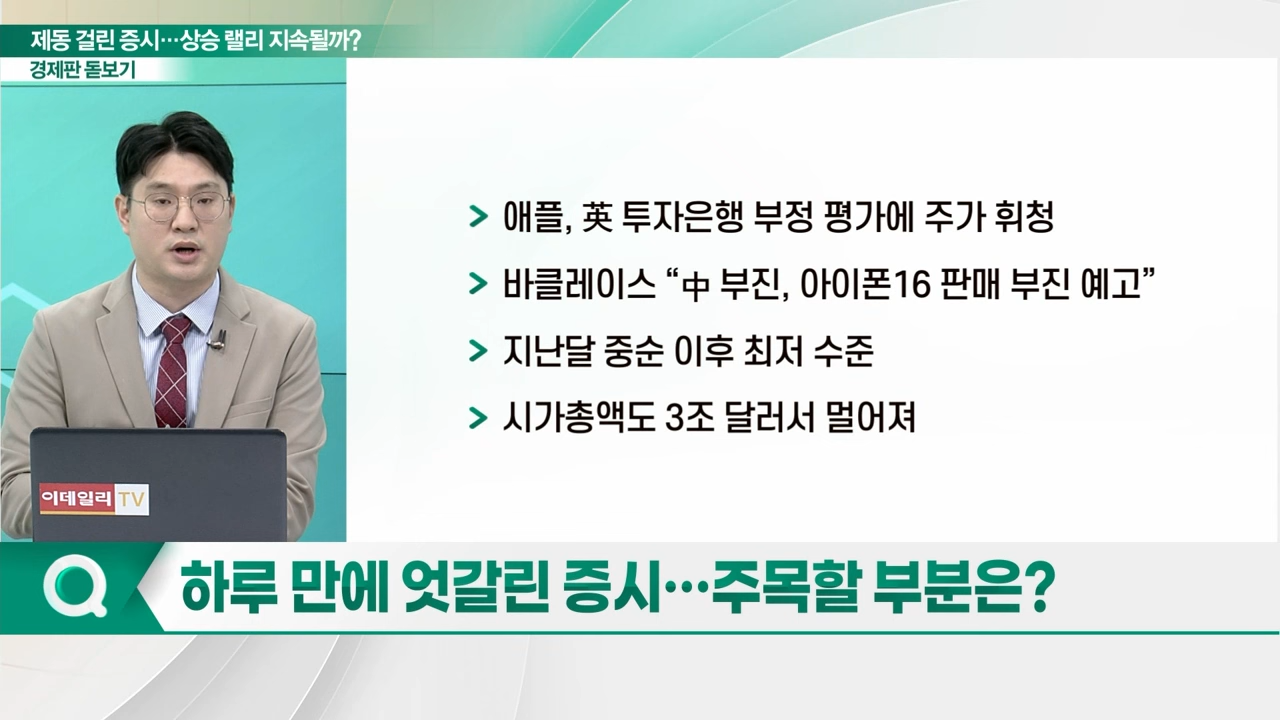 제동 걸린 증시…상승 랠리 지속될까?
경제판 돋보기
> 애플, 英 투자은행 부정 평가에 주가 휘청
> 바클레이스 “中 부진, 아이폰16 판매 부진 예고”
> 지난달 중순 이후 최저 수준
> 시가총액도 3조 달러서 멀어져
이데일리 TV
하루 만에 엇갈린 증시…주목할 부분은?